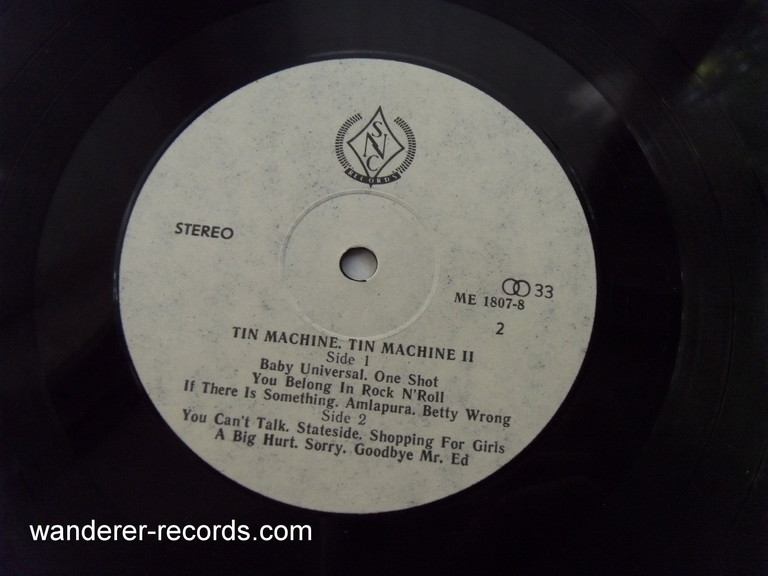 SNC
RECORDS
STEREO
33
ME 1807-8
2
TIN MACHINE. TIN MACHINE II
Side 1
Baby Universal. One Shot
You Belong In Rock N'Roll
If There Is Something. Amlapura. Betty Wrong
Side 2
You Can't Talk. Stateside. Shopping For Girls
A Big Hurt. Sorry. Goodbye Mr. Ed
wanderer-records.com